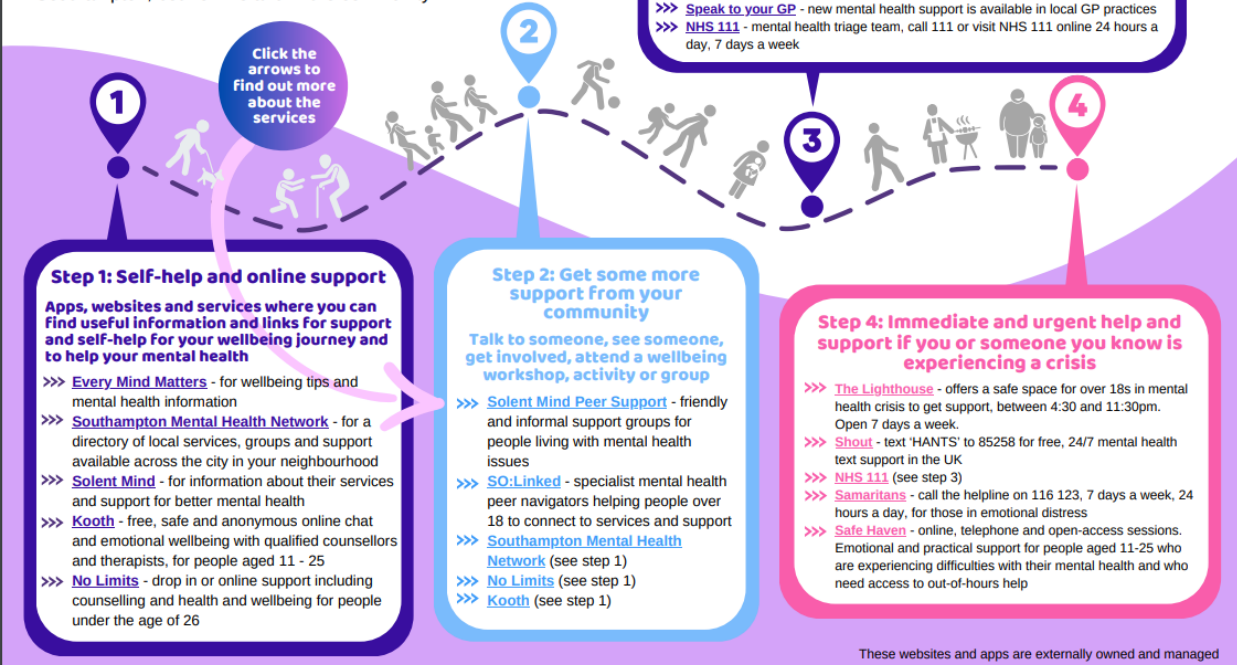 Speak to your GP - new mental health support is available in local GP practices
NHS 111 - mental health triage team, call 111 or visit NHS 111 online 24 hours a
day, 7 days a week
Click the
arrows to
find out more
about the
services
1
2
3
4
Step 1: Self-help and online support
Apps, websites and services where you can
find useful information and links for support
and self-help for your wellbeing journey and
to help your mental health
>>> Every Mind Matters - for wellbeing tips and
mental health information
>>> Southampton Mental Health Network - for a
directory of local services, groups and support
available across the city in your neighbourhood
>>> Solent Mind - for information about their services
and support for better mental health
>>> Kooth - free, safe and anonymous online chat
and emotional wellbeing with qualified counsellors
and therapists, for people aged 11 - 25
>>> No Limits - drop in or online support including
counselling and health and wellbeing for people
under the age of 26
Step 2: Get some more
support from your
community
Talk to someone, see someone,
get involved, attend a wellbeing
workshop, activity or group
>>> Solent Mind Peer Support - friendly
and informal support groups for
people living with mental health
issues
>>> SO:Linked - specialist mental health
peer navigators helping people over
18 to connect to services and support
>>> Southampton Mental Health
Network (see step 1)
>>> No Limits (see step 1)
>>> Kooth (see step 1)
Step 4: Immediate and urgent help and
support if you or someone you know is
experiencing a crisis
>>> The Lighthouse - offers a safe space for over 18s in mental
health crisis to get support, between 4:30 and 11:30pm.
Open 7 days a week.
>>> Shout - text ‘HANTS’ to 85258 for free, 24/7 mental health
text support in the UK
>>> NHS 111 (see step 3)
>>> Samaritans - call the helpline on 116 123, 7 days a week, 24
hours a day, for those in emotional distress
>>> Safe Haven - online, telephone and open-access sessions.
Emotional and practical support for people aged 11-25 who
are experiencing difficulties with their mental health and who
need access to out-of-hours help
These websites and apps are externally owned and managed